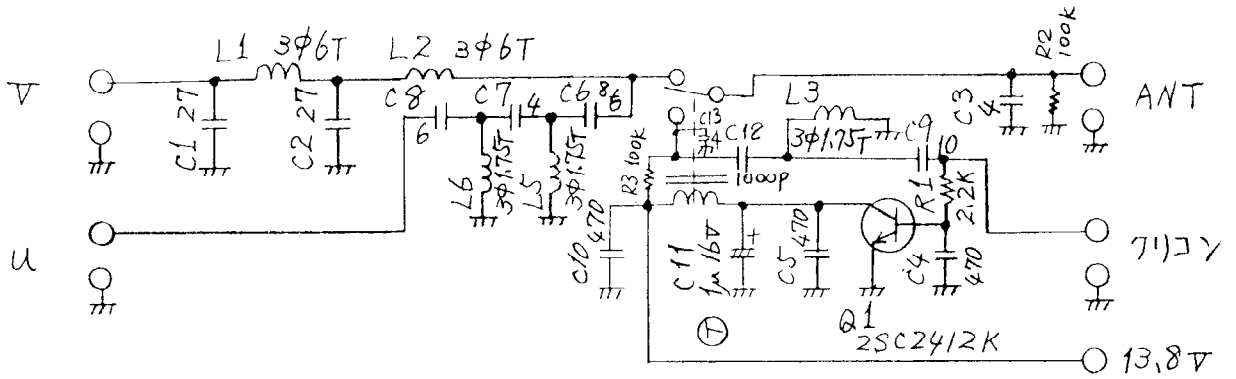 V
L1 3φ6T
L2 3φ6T
C1 27
C2 27
C8 6
C7 4
C6 8
L6 3φ1.75T
L5 3φ1.75T
U
R3 100k
C13 4
C12 1000p
L3 3φ1.75T
C9 10
C3 4
R2 100k
ANT
C10 470
C11 1μ 16V
+
C5 470
R1 2.2K
C4 470
Q1 2SC2412K
T
クリコン
13.8V